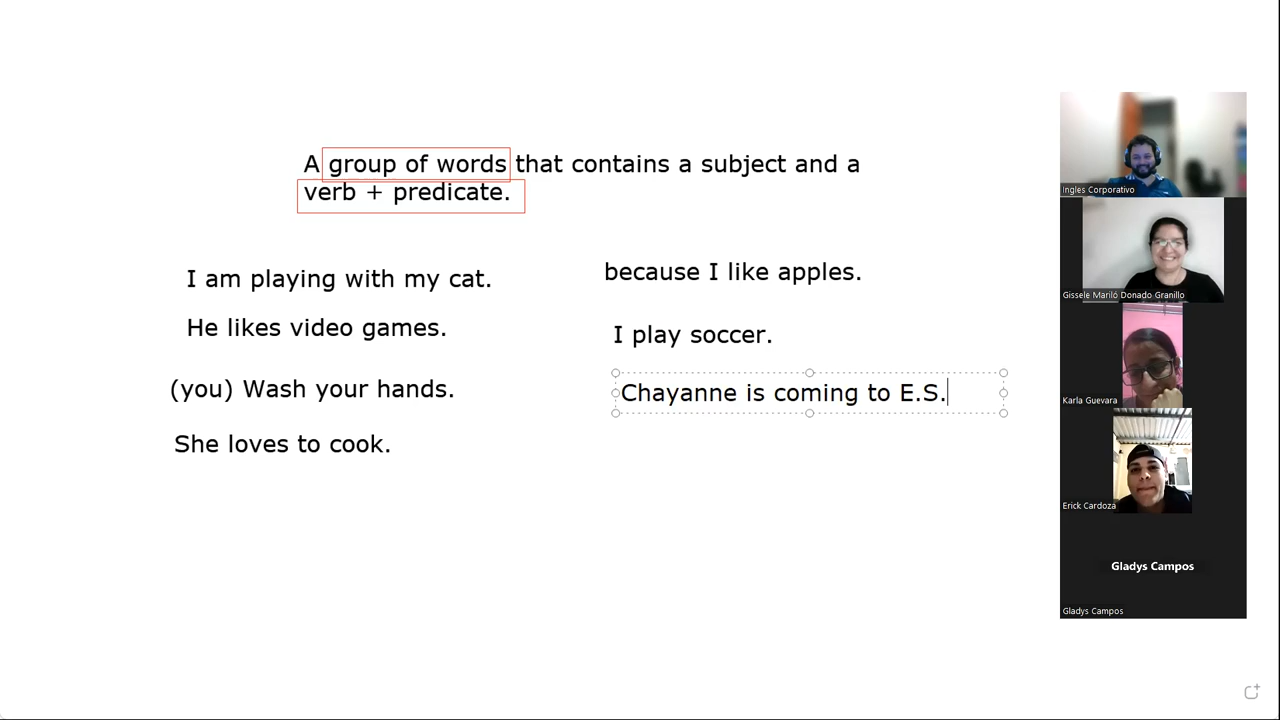 A group of words that contains a subject and a
verb + predicate.
I am playing with my cat.
He likes video games.
(you) Wash your hands.
She loves to cook.
because I like apples.
I play soccer.
Chayanne is coming to E.S.
Ingles Corporativo
Gissele Mariló Donado Granillo
Karla Guevara
Erick Cardoza
Gladys Campos
Gladys Campos